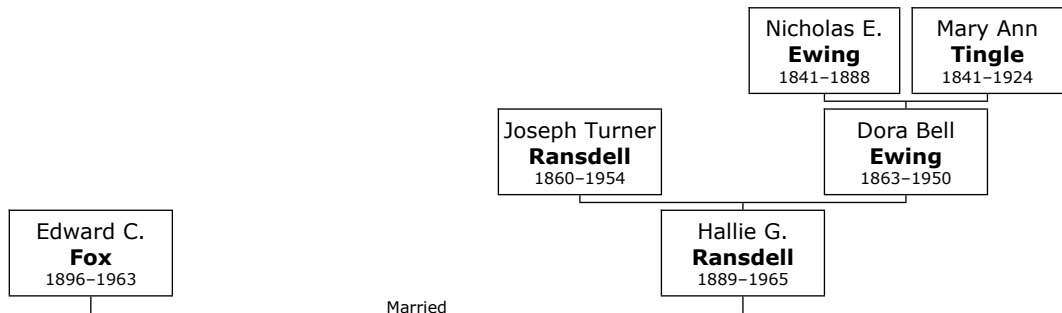 Nicholas E.
Ewing
1841–1888
Mary Ann
Tingle
1841–1924
Joseph Turner
Ransdell
1860–1954
Dora Bell
Ewing
1863–1950
Edward C.
Fox
1896–1963
Hallie G.
Ransdell
1889–1965
Married